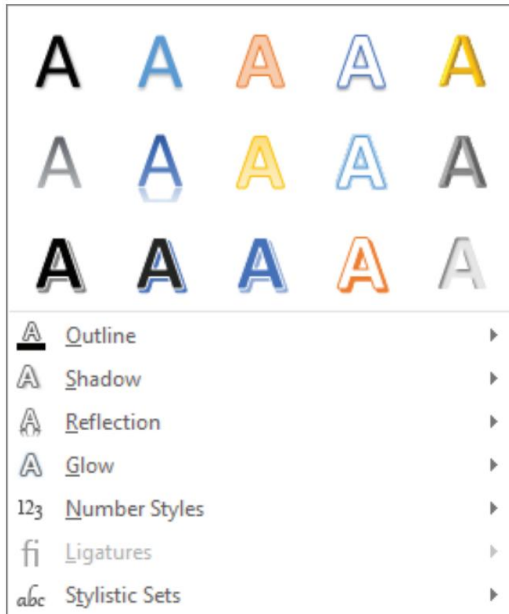 A A A A A
A A A A A
A A A A A
A Outline
A Shadow
A Reflection
A Glow
123 Number Styles
fi Ligatures
abc Stylistic Sets